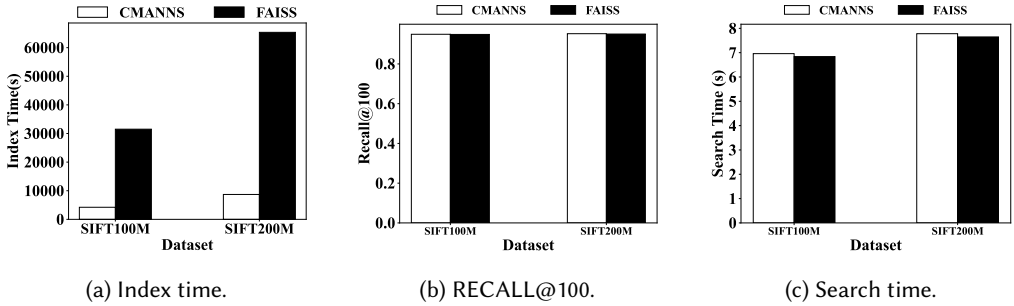 CMANNS FAISS
Index Time(s)
60000
50000
40000
30000
20000
10000
0
SIFT100M SIFT200M
Dataset
(a) Index time.
CMANNS FAISS
Recall@100
0.8
0.6
0.4
0.2
0.0
SIFT100M SIFT200M
Dataset
(b) RECALL@100.
CMANNS FAISS
Search Time (s)
8
7
6
5
4
3
2
1
0
SIFT100M SIFT200M
Dataset
(c) Search time.